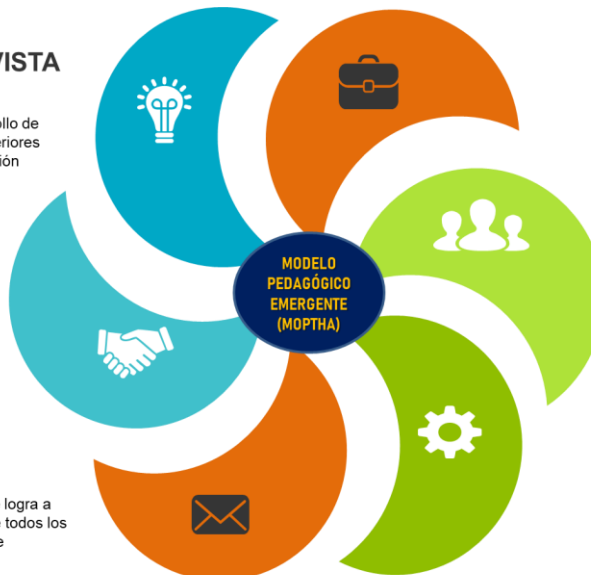 VISTA
llo de
eriores
ión
MODELO
PEDAGÓGICO
EMERGENTE
(MOPTHA)
logra a
todos los
e